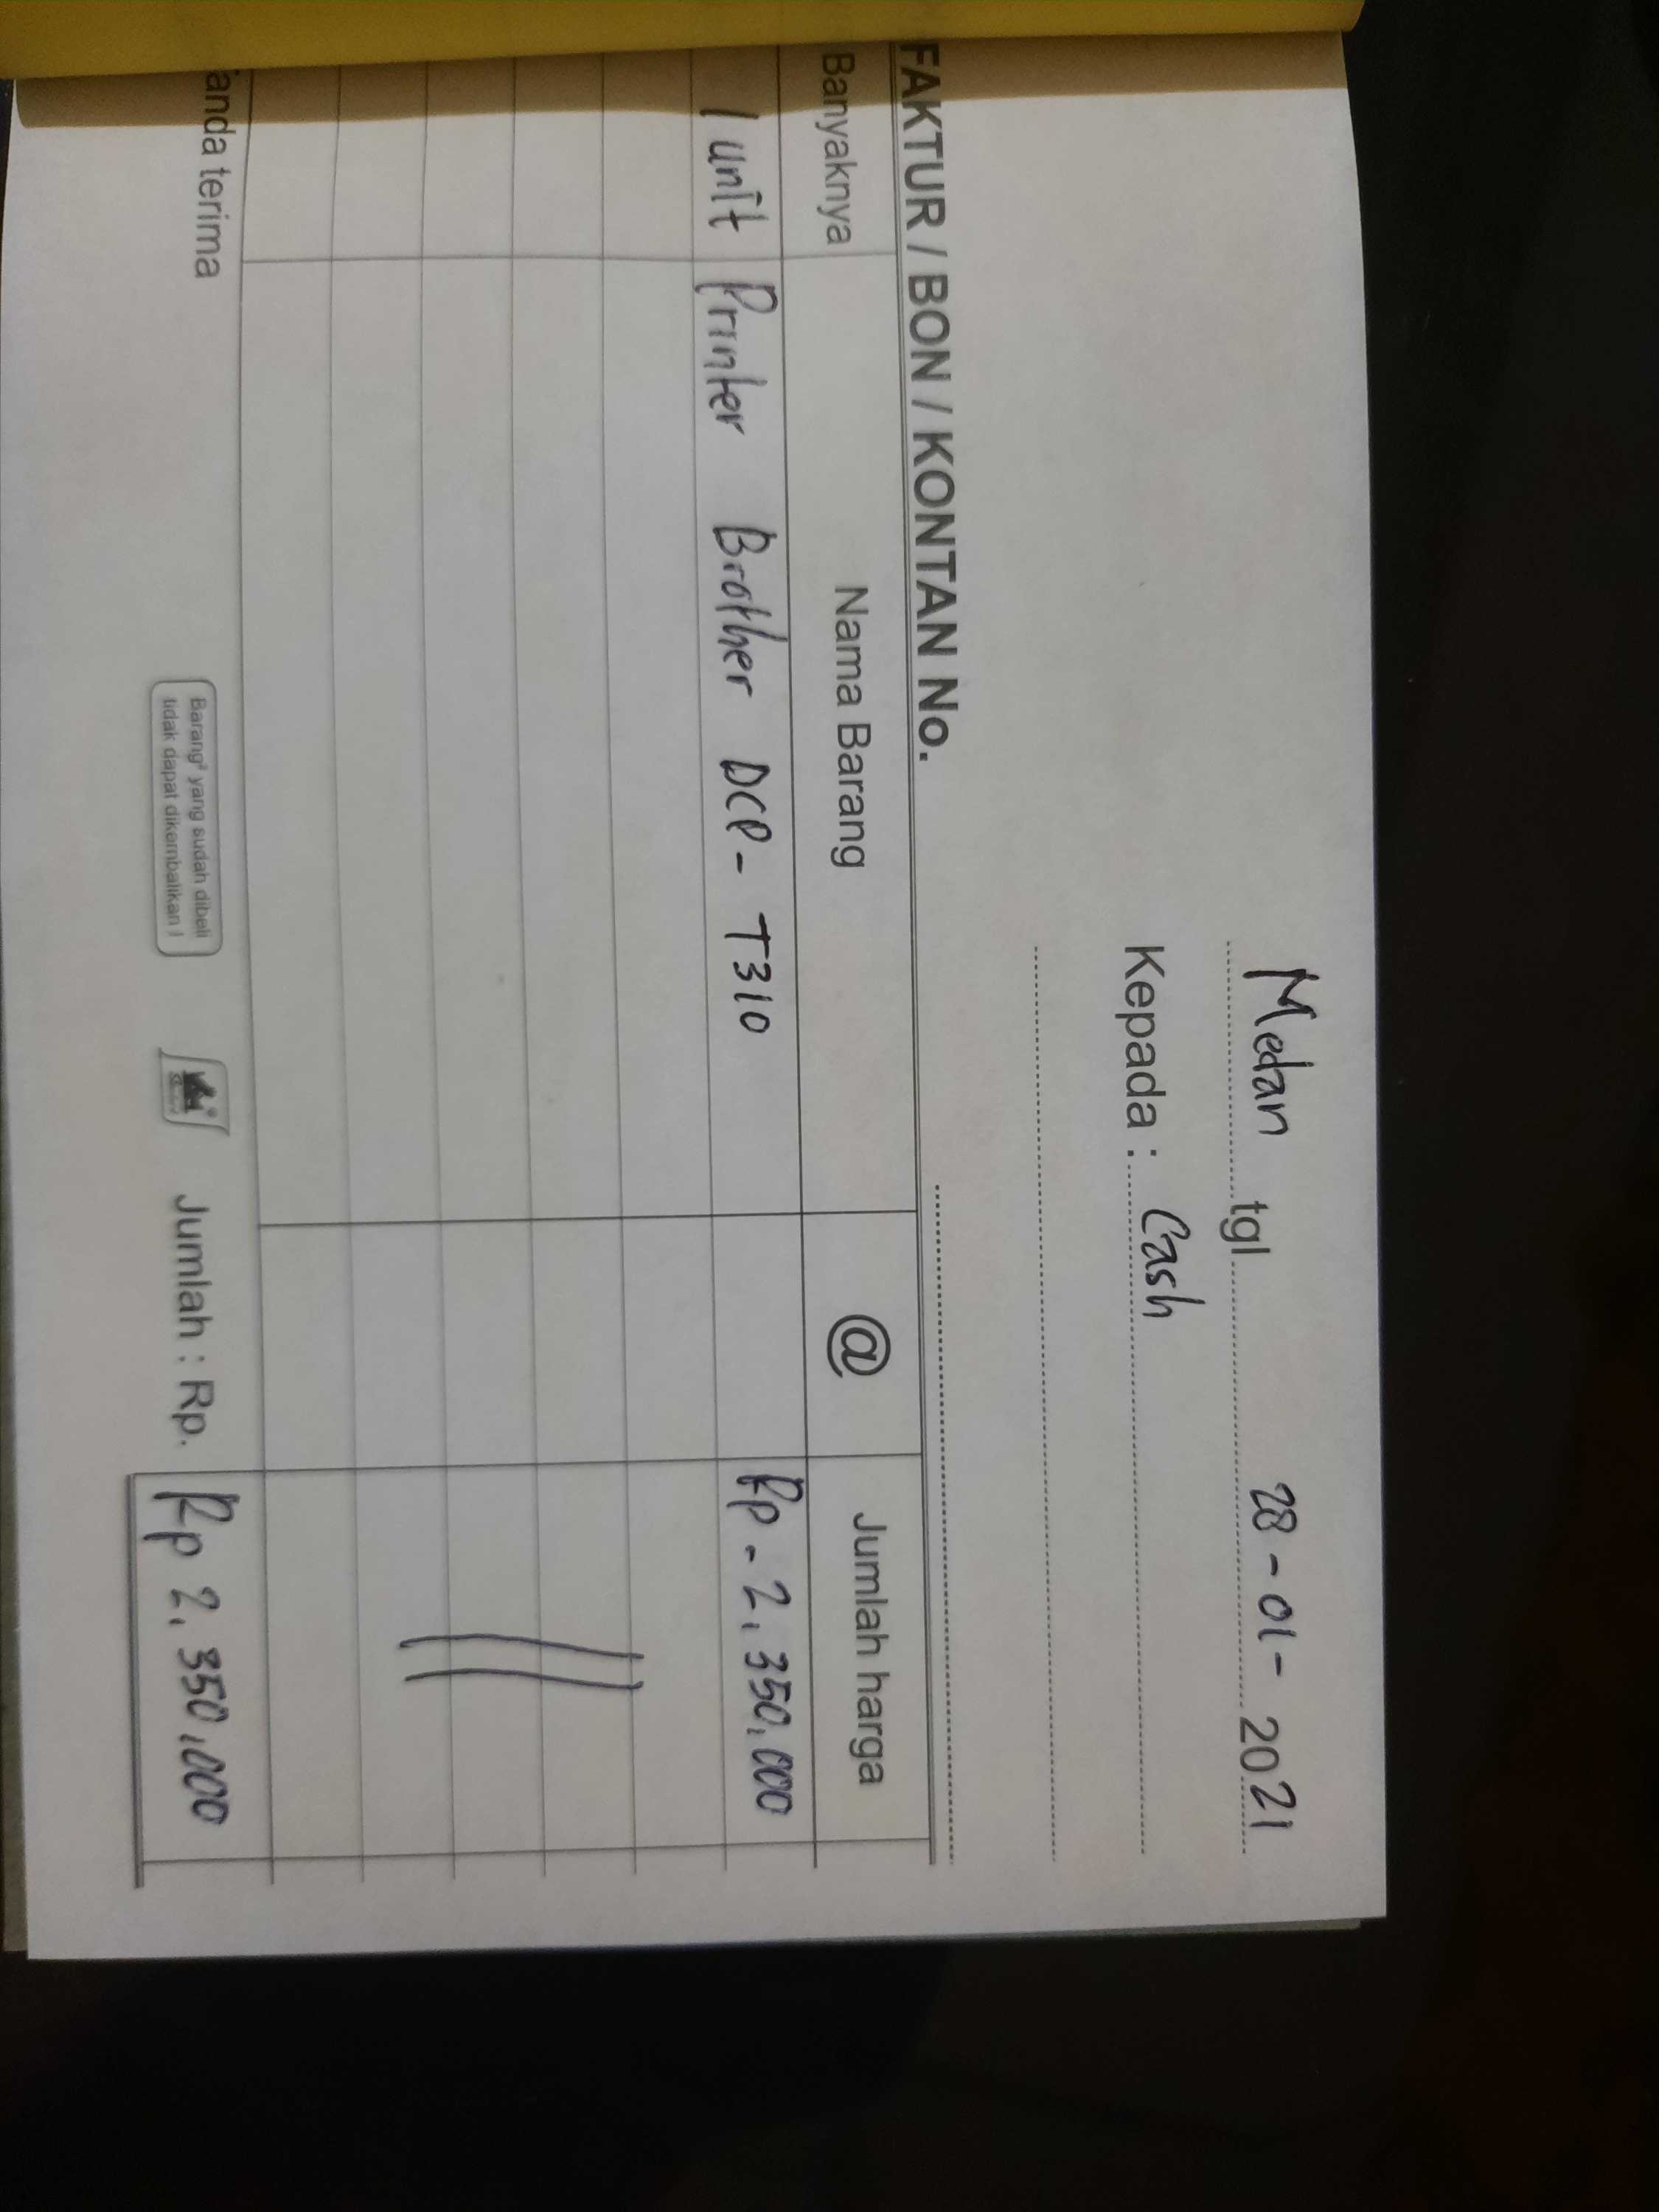 Medan tgl 28-01-2021
Kepada : Cash
FAKTUR / BON / KONTAN No.
Banyaknya Nama Barang @ Jumlah harga
1 unit Printer Brother DCP-T310 Rp-2.350.000
Tanda terima
Barang² yang sudah dibeli
tidak dapat dikembalikan !
Jumlah : Rp. Rp 2.350.000